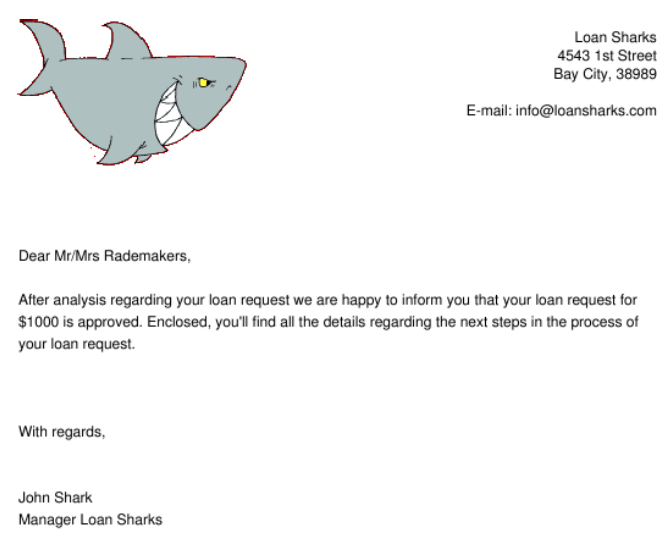 Loan Sharks
4543 1st Street
Bay City, 38989
E-mail: info@loansharks.com
Dear Mr/Mrs Rademakers,
After analysis regarding your loan request we are happy to inform you that your loan request for
$1000 is approved. Enclosed, you'll find all the details regarding the next steps in the process of
your loan request.
With regards,
John Shark
Manager Loan Sharks